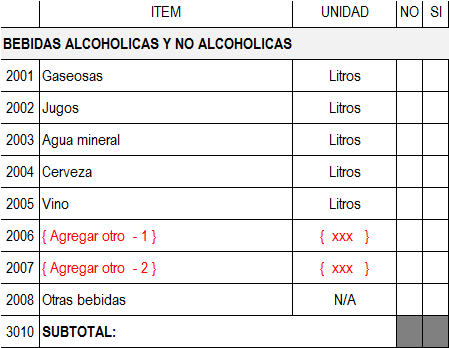 ITEM UNIDAD NO SI
BEBIDAS ALCOHOLICAS Y NO ALCOHOLICAS
2001 Gaseosas Litros
2002 Jugos Litros
2003 Agua mineral Litros
2004 Cerveza Litros
2005 Vino Litros
2006 { Agregar otro - 1 } { xxx }
2007 { Agregar otro - 2 } { xxx }
2008 Otras bebidas N/A
3010 SUBTOTAL: